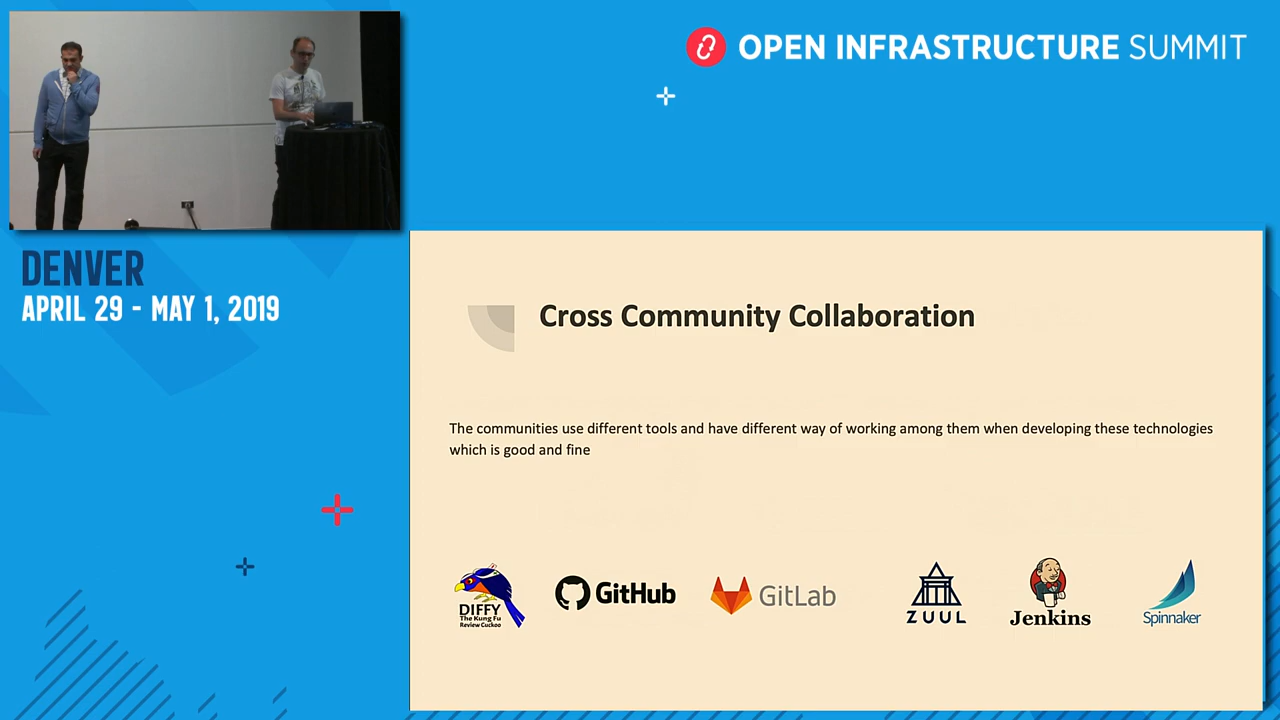 OPEN INFRASTRUCTURE SUMMIT
DENVER
APRIL 29 - MAY 1, 2019
Cross Community Collaboration
The communities use different tools and have different way of working among them when developing these technologies
which is good and fine
DIFFY
The Kung Fu
Review Cuckoo
GitHub
GitLab
ZUUL
Jenkins
Spinnaker